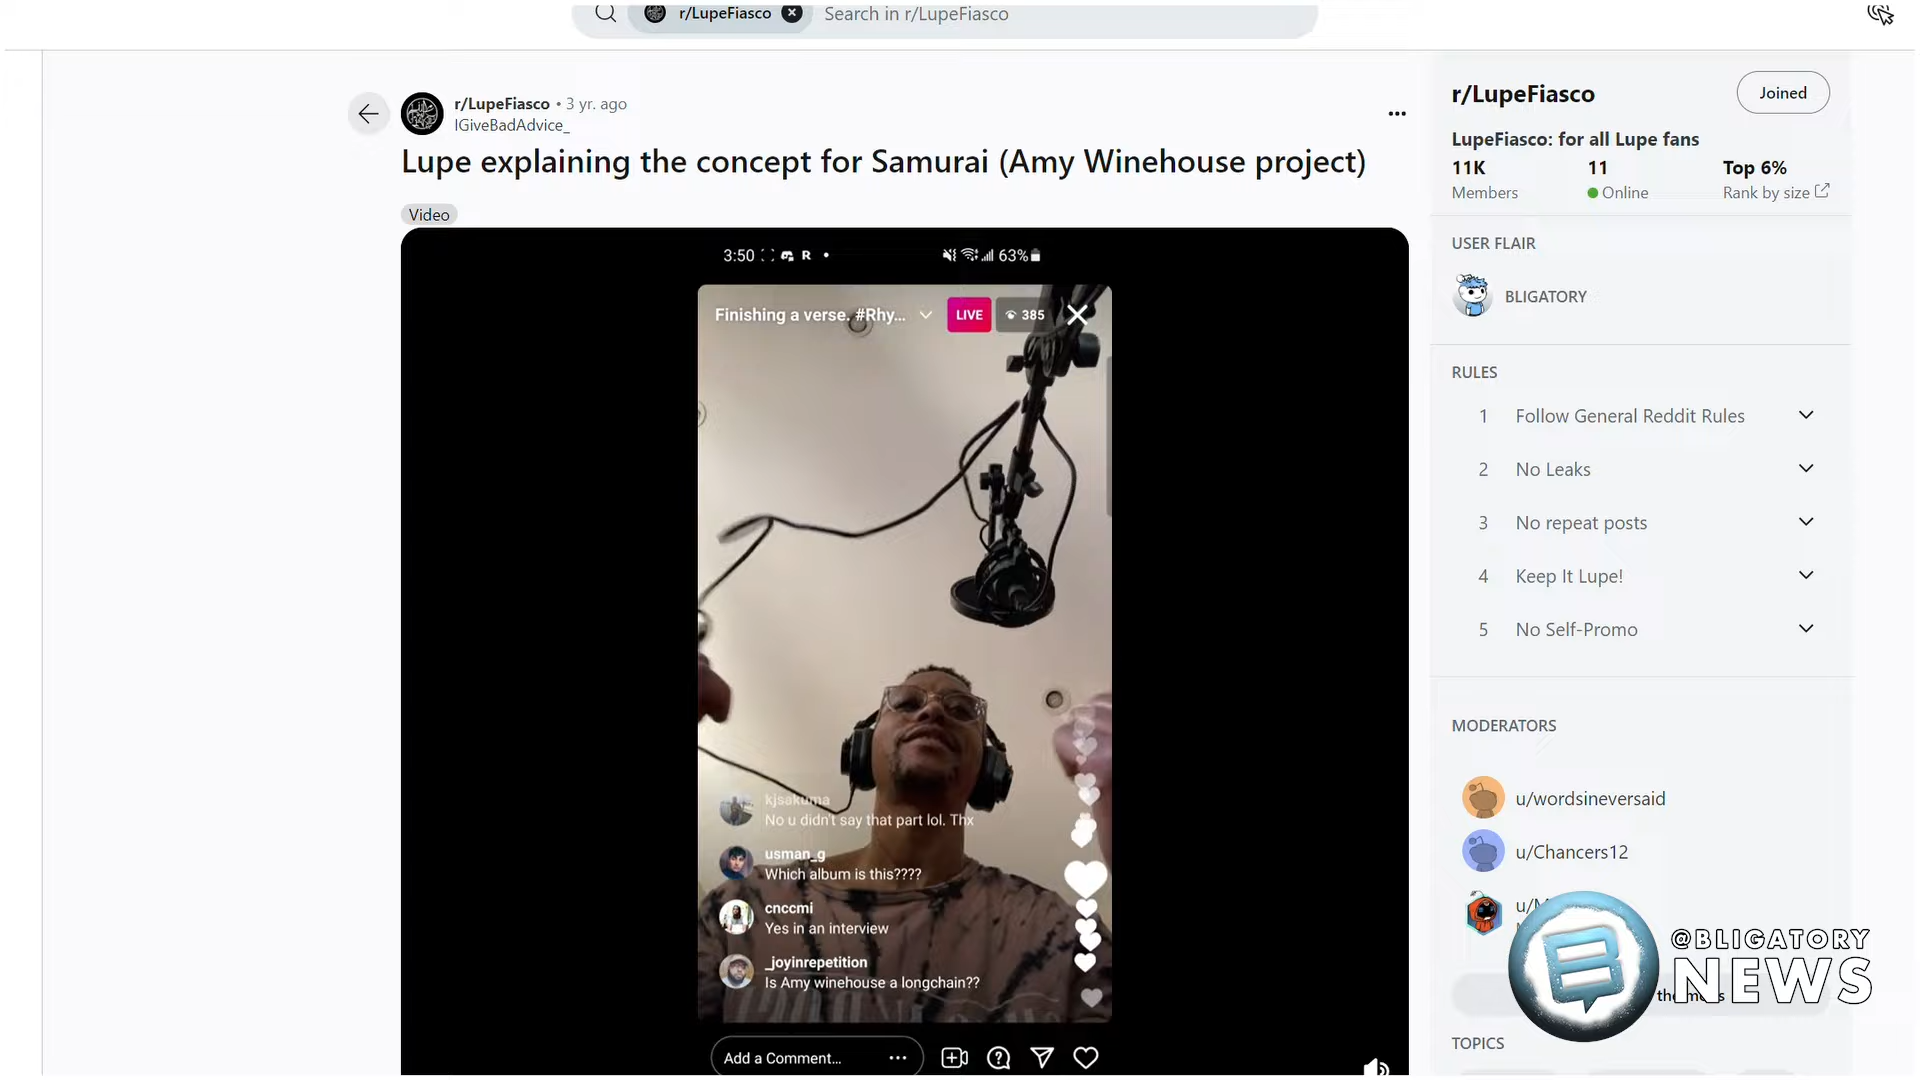 r/LupeFiasco
Search in r/LupeFiasco
r/LupeFiasco • 3 yr. ago
IGiveBadAdvice_
Lupe explaining the concept for Samurai (Amy Winehouse project)
Video
3:50 R • 63%
Finishing a verse. #Rhy...
LIVE
385
kjsakuma
No u didn't say that part lol. Thx
usman_g
Which album is this????
cnccmi
Yes in an interview
_joyinrepetition
Is Amy winehouse a longchain??
Add a Comment...
r/LupeFiasco
Joined
LupeFiasco: for all Lupe fans
11K 11 Top 6%
Members Online Rank by size
USER FLAIR
BLIGATORY
RULES
1 Follow General Reddit Rules
2 No Leaks
3 No repeat posts
4 Keep It Lupe!
5 No Self-Promo
MODERATORS
u/wordsineversaid
u/Chancers12
@BLIGATORY
NEWS
TOPICS